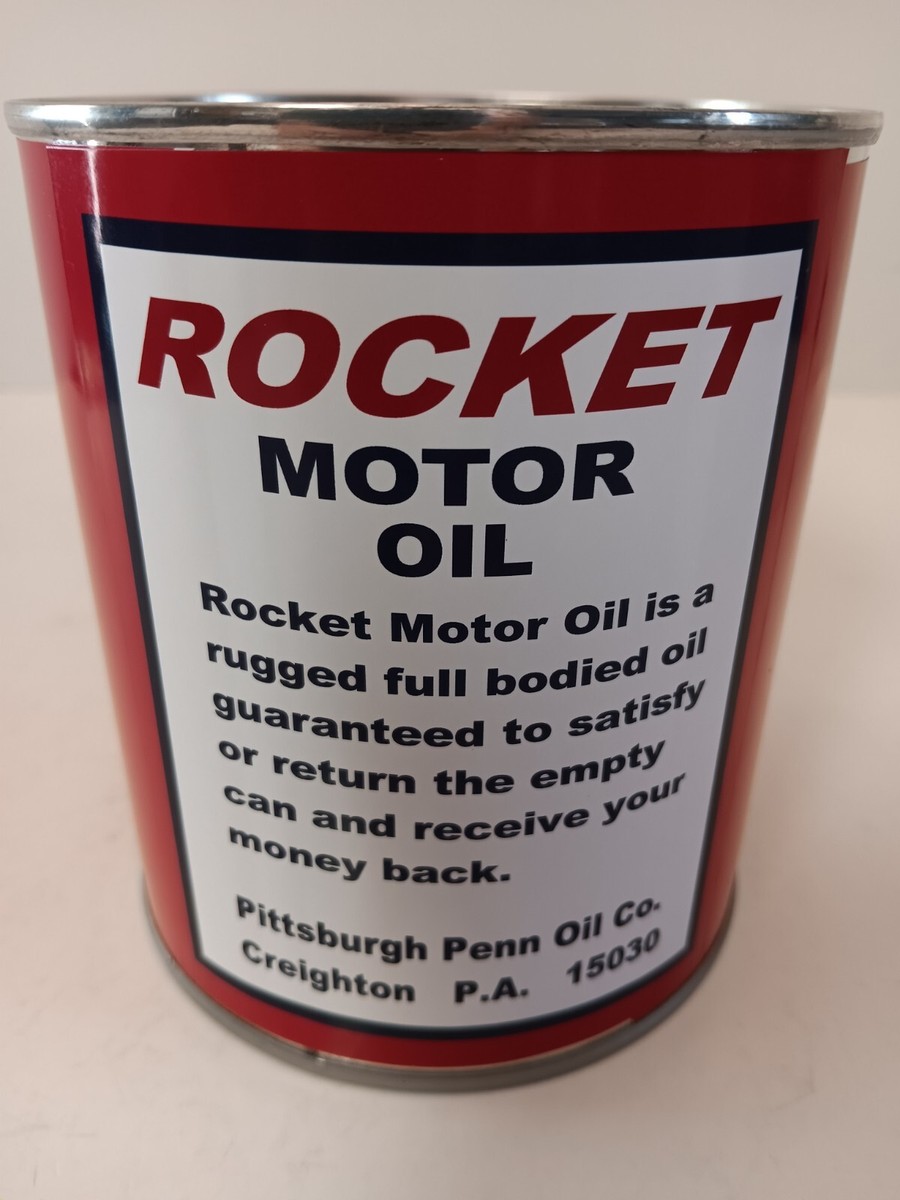 ROCKET
MOTOR
OIL
Rocket Motor Oil is a
rugged full bodied oil
guaranteed to satisfy
or return the empty
can and receive your
money back.
Pittsburgh Penn Oil Co.
Creighton P.A. 15030